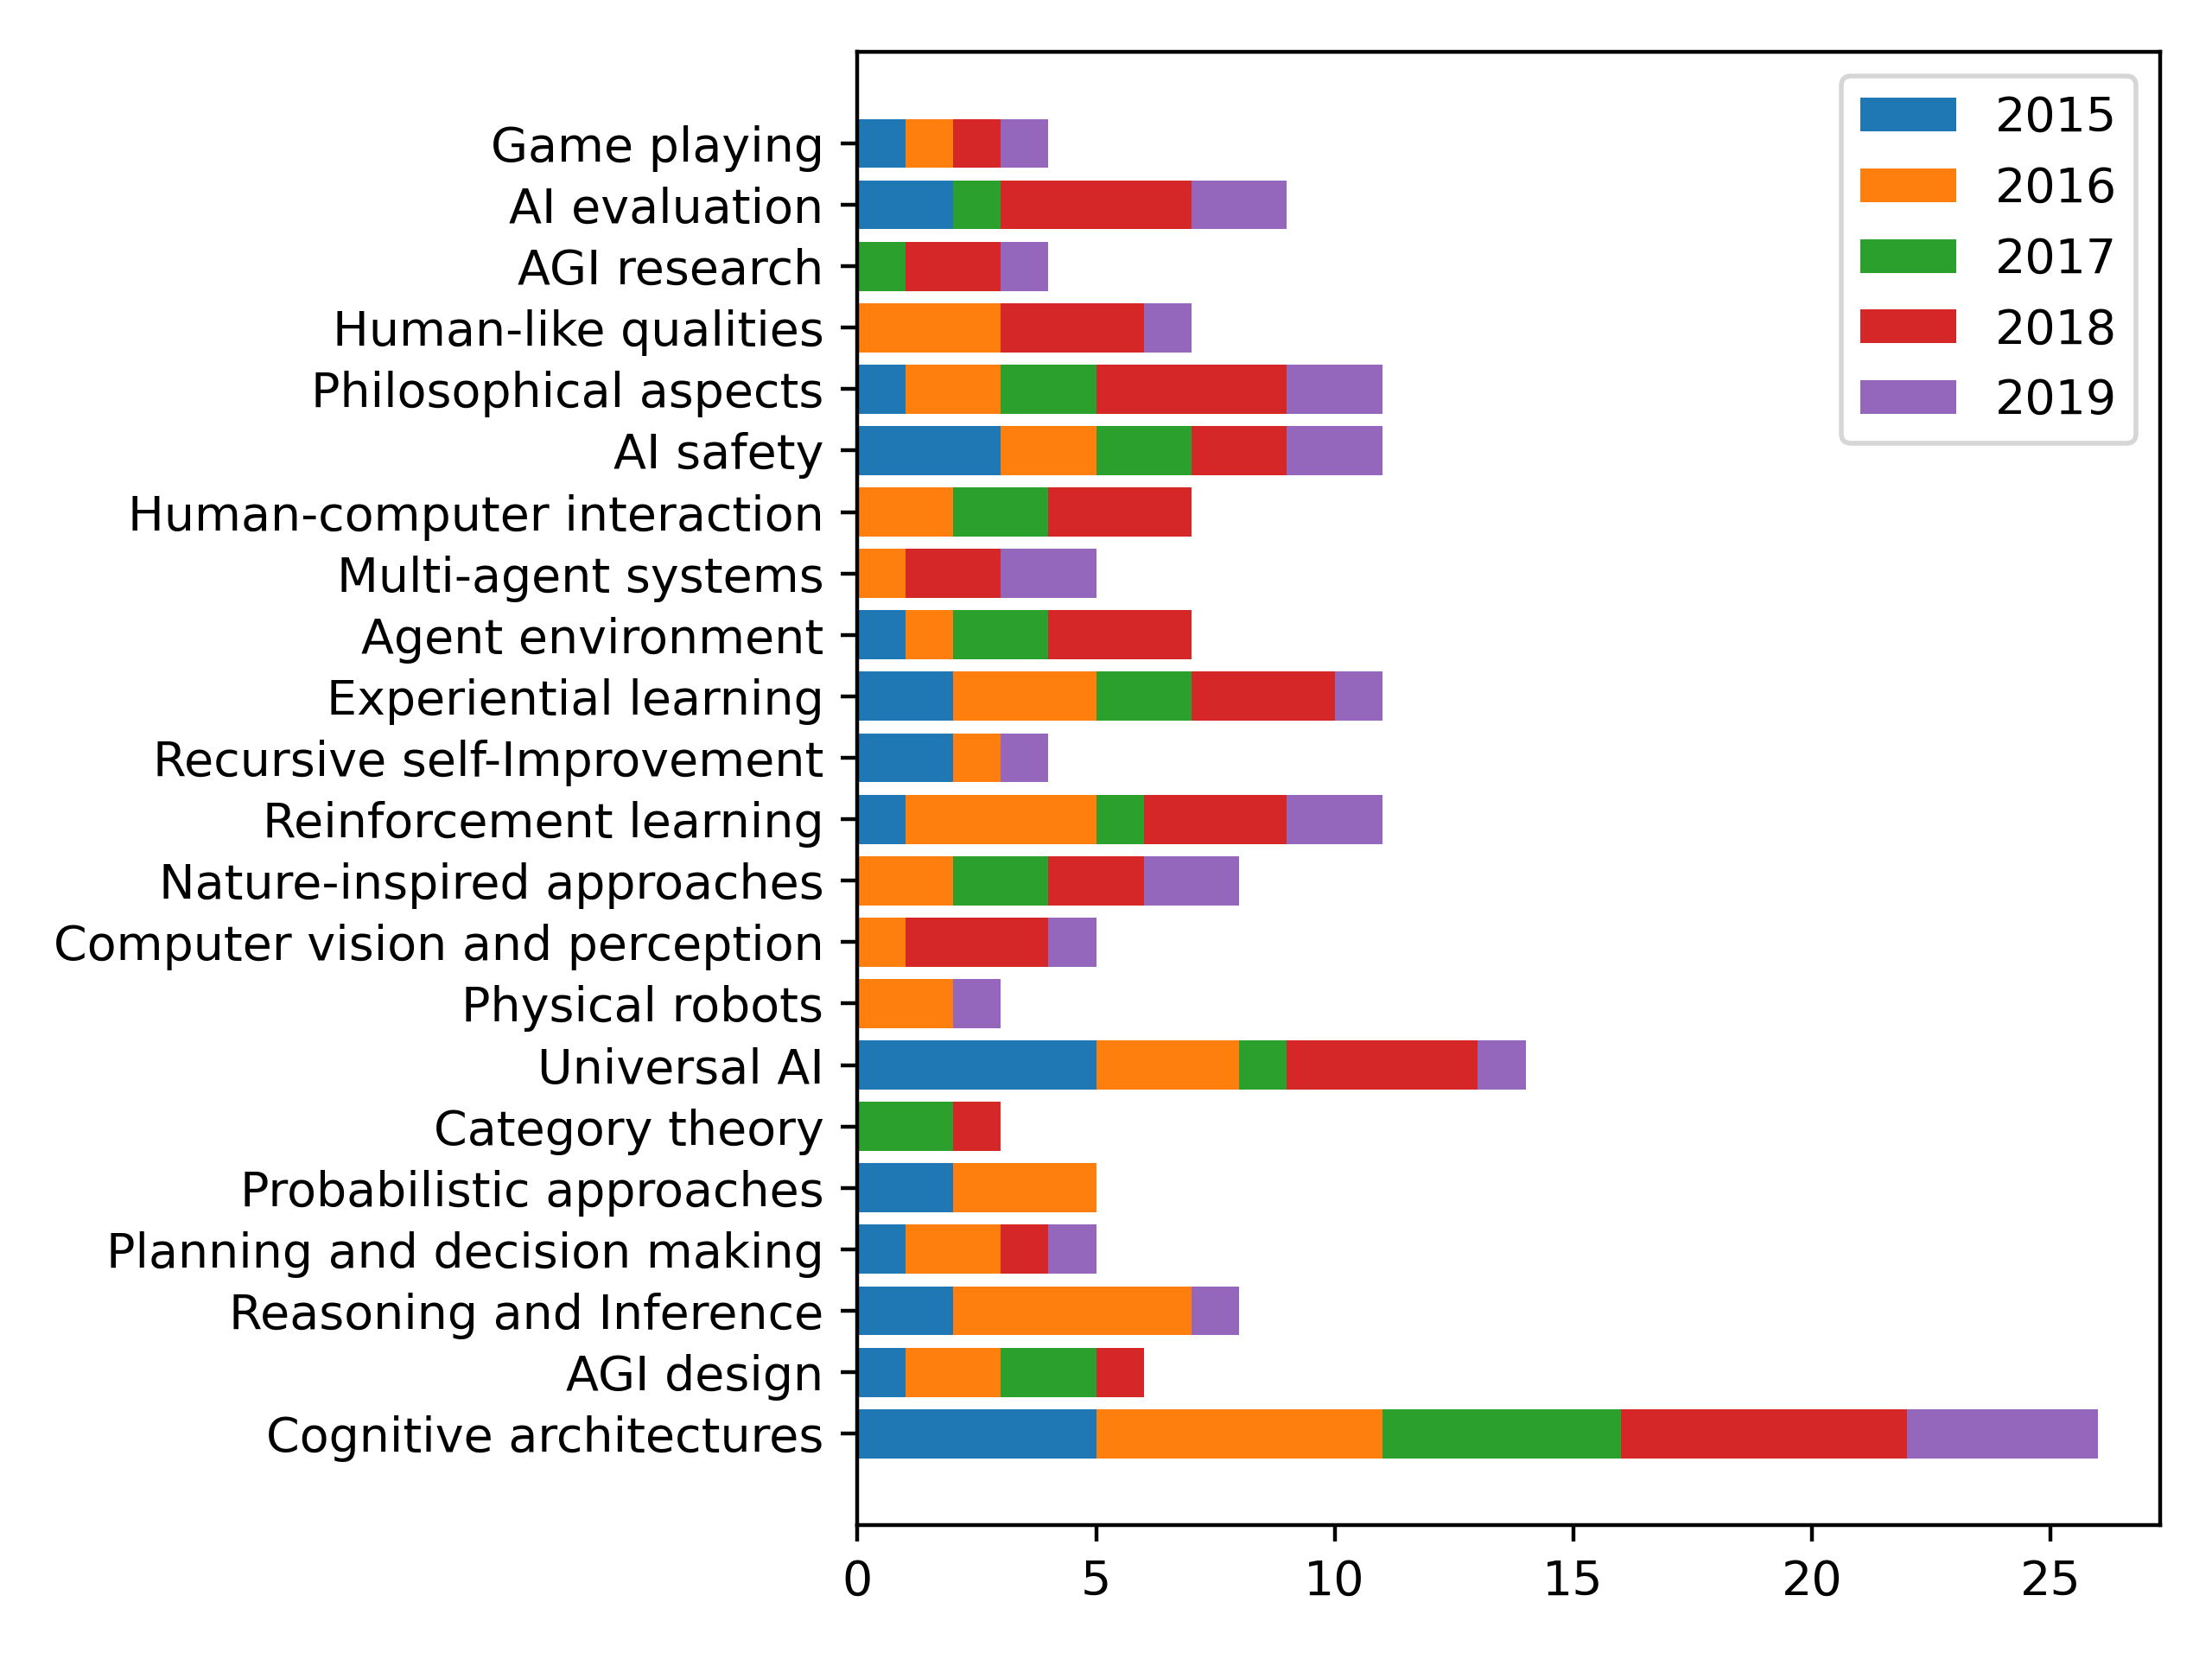 Game playing
AI evaluation
AGI research
Human-like qualities
Philosophical aspects
AI safety
Human-computer interaction
Multi-agent systems
Agent environment
Experiential learning
Recursive self-Improvement
Reinforcement learning
Nature-inspired approaches
Computer vision and perception
Physical robots
Universal AI
Category theory
Probabilistic approaches
Planning and decision making
Reasoning and Inference
AGI design
Cognitive architectures
0 5 10 15 20 25
2015
2016
2017
2018
2019